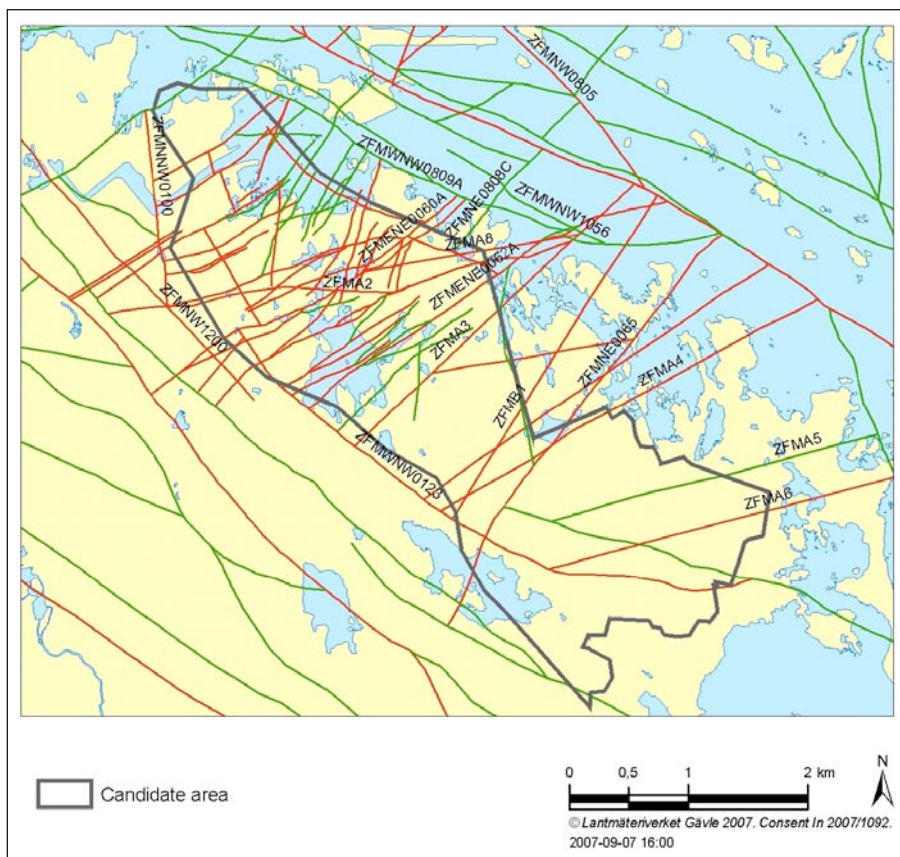 ZFMNW0805
ZFMNNW0100
ZFMWNW0809A
ZFMNE0808C
ZFMENE0060A
ZFMWNW1056
ZFMA8
ZFMENE0062A
ZFMA2
ZFMNW1200
ZFMA3
ZFMNE0065
ZFMA4
ZFMB1
ZFMWNW0123
ZFMA5
ZFMA6
Candidate area
0 0,5 1 2 km
N
© Lantmäteriverket Gävle 2007. Consent In 2007/1092.
2007-09-07 16:00